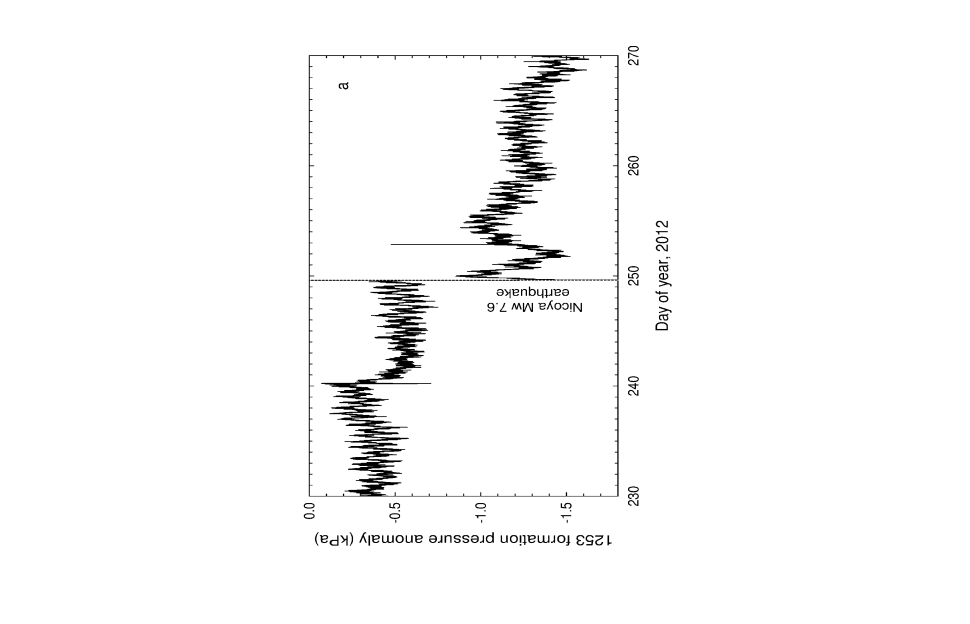 a
0.0
-0.5
-1.0
-1.5
1253 formation pressure anomaly (kPa)
Nicoya Mw 7.6
earthquake
230
240
250
260
270
Day of year, 2012